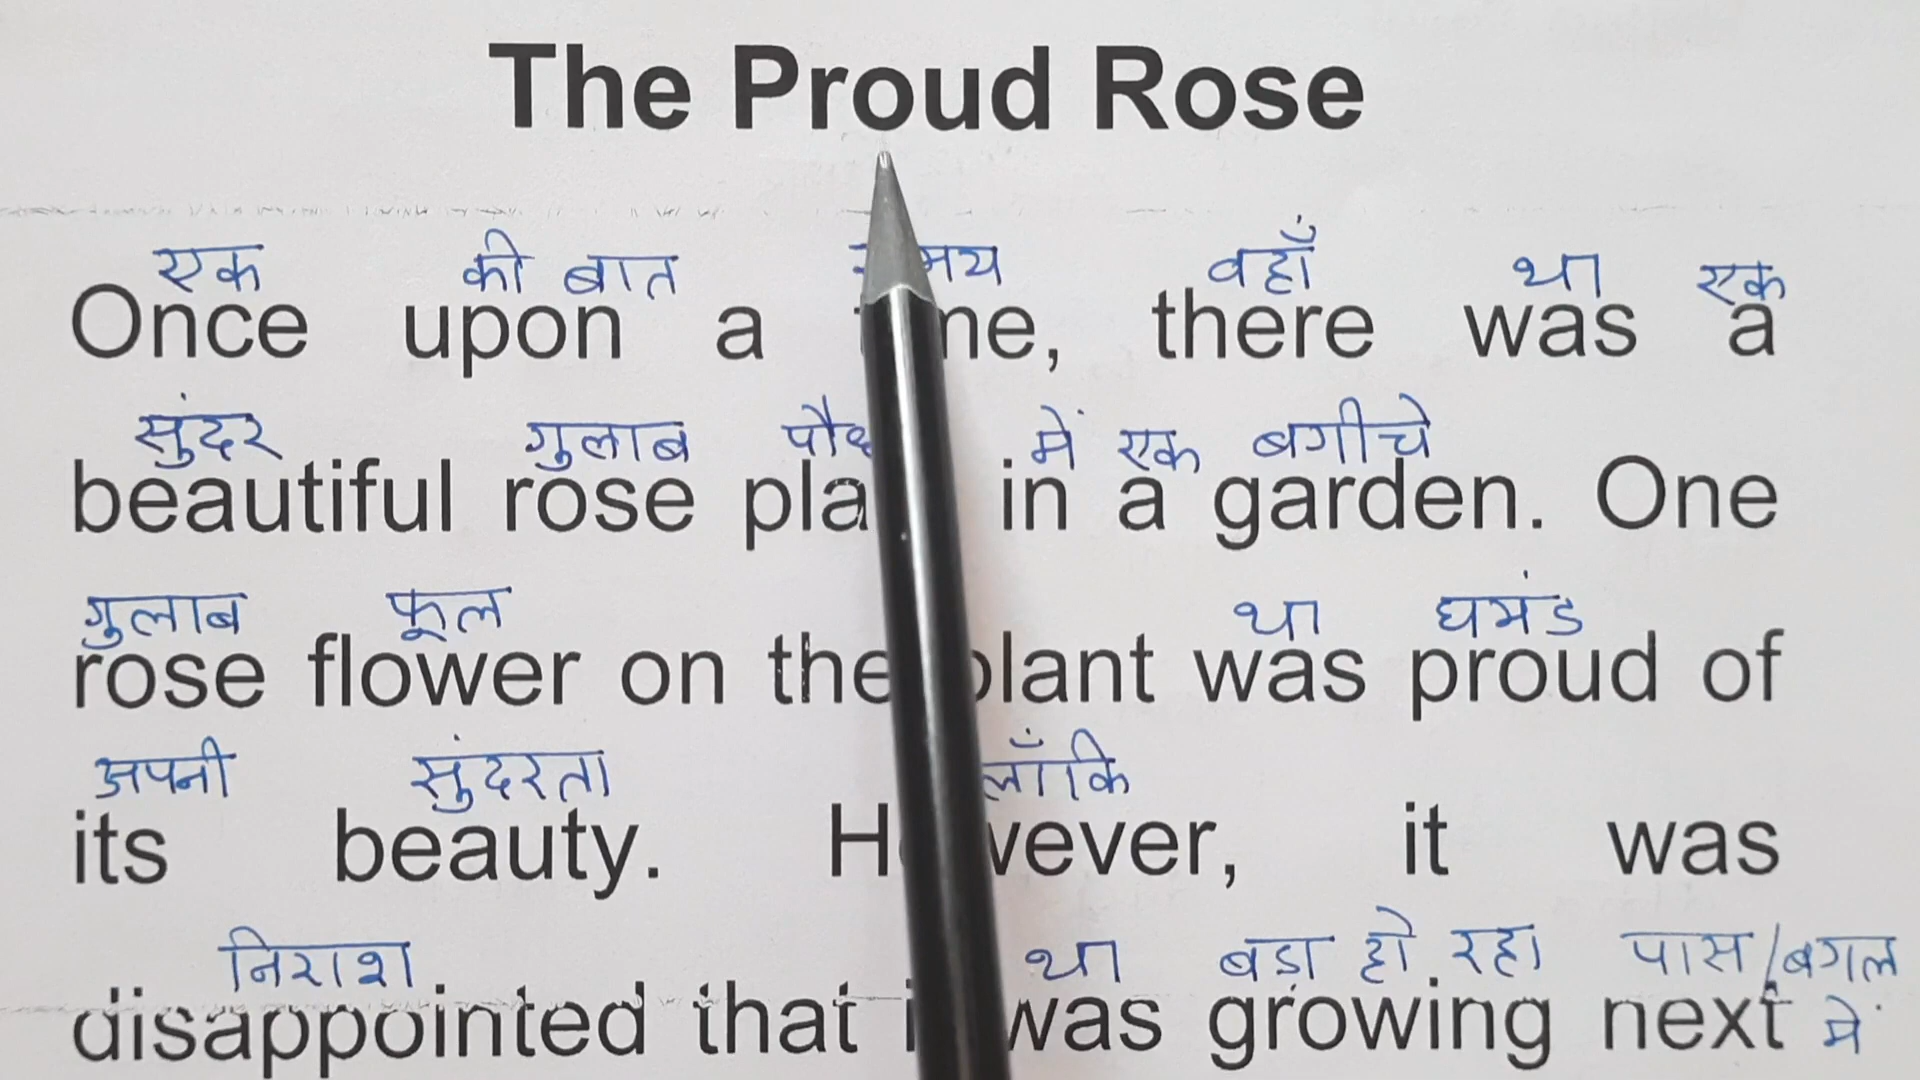 The Proud Rose
एक की बात वहाँ था एक
Once upon a there was a
सुंदर गुलाब में एक बगीचे
beautiful rose in a garden. One
गुलाब फूल था घमंड
rose flower on the was proud of
अपनी सुंदरता
its beauty. it was
निराश था बड़ा हो रहा पास/बगल
disappointed that was growing next में